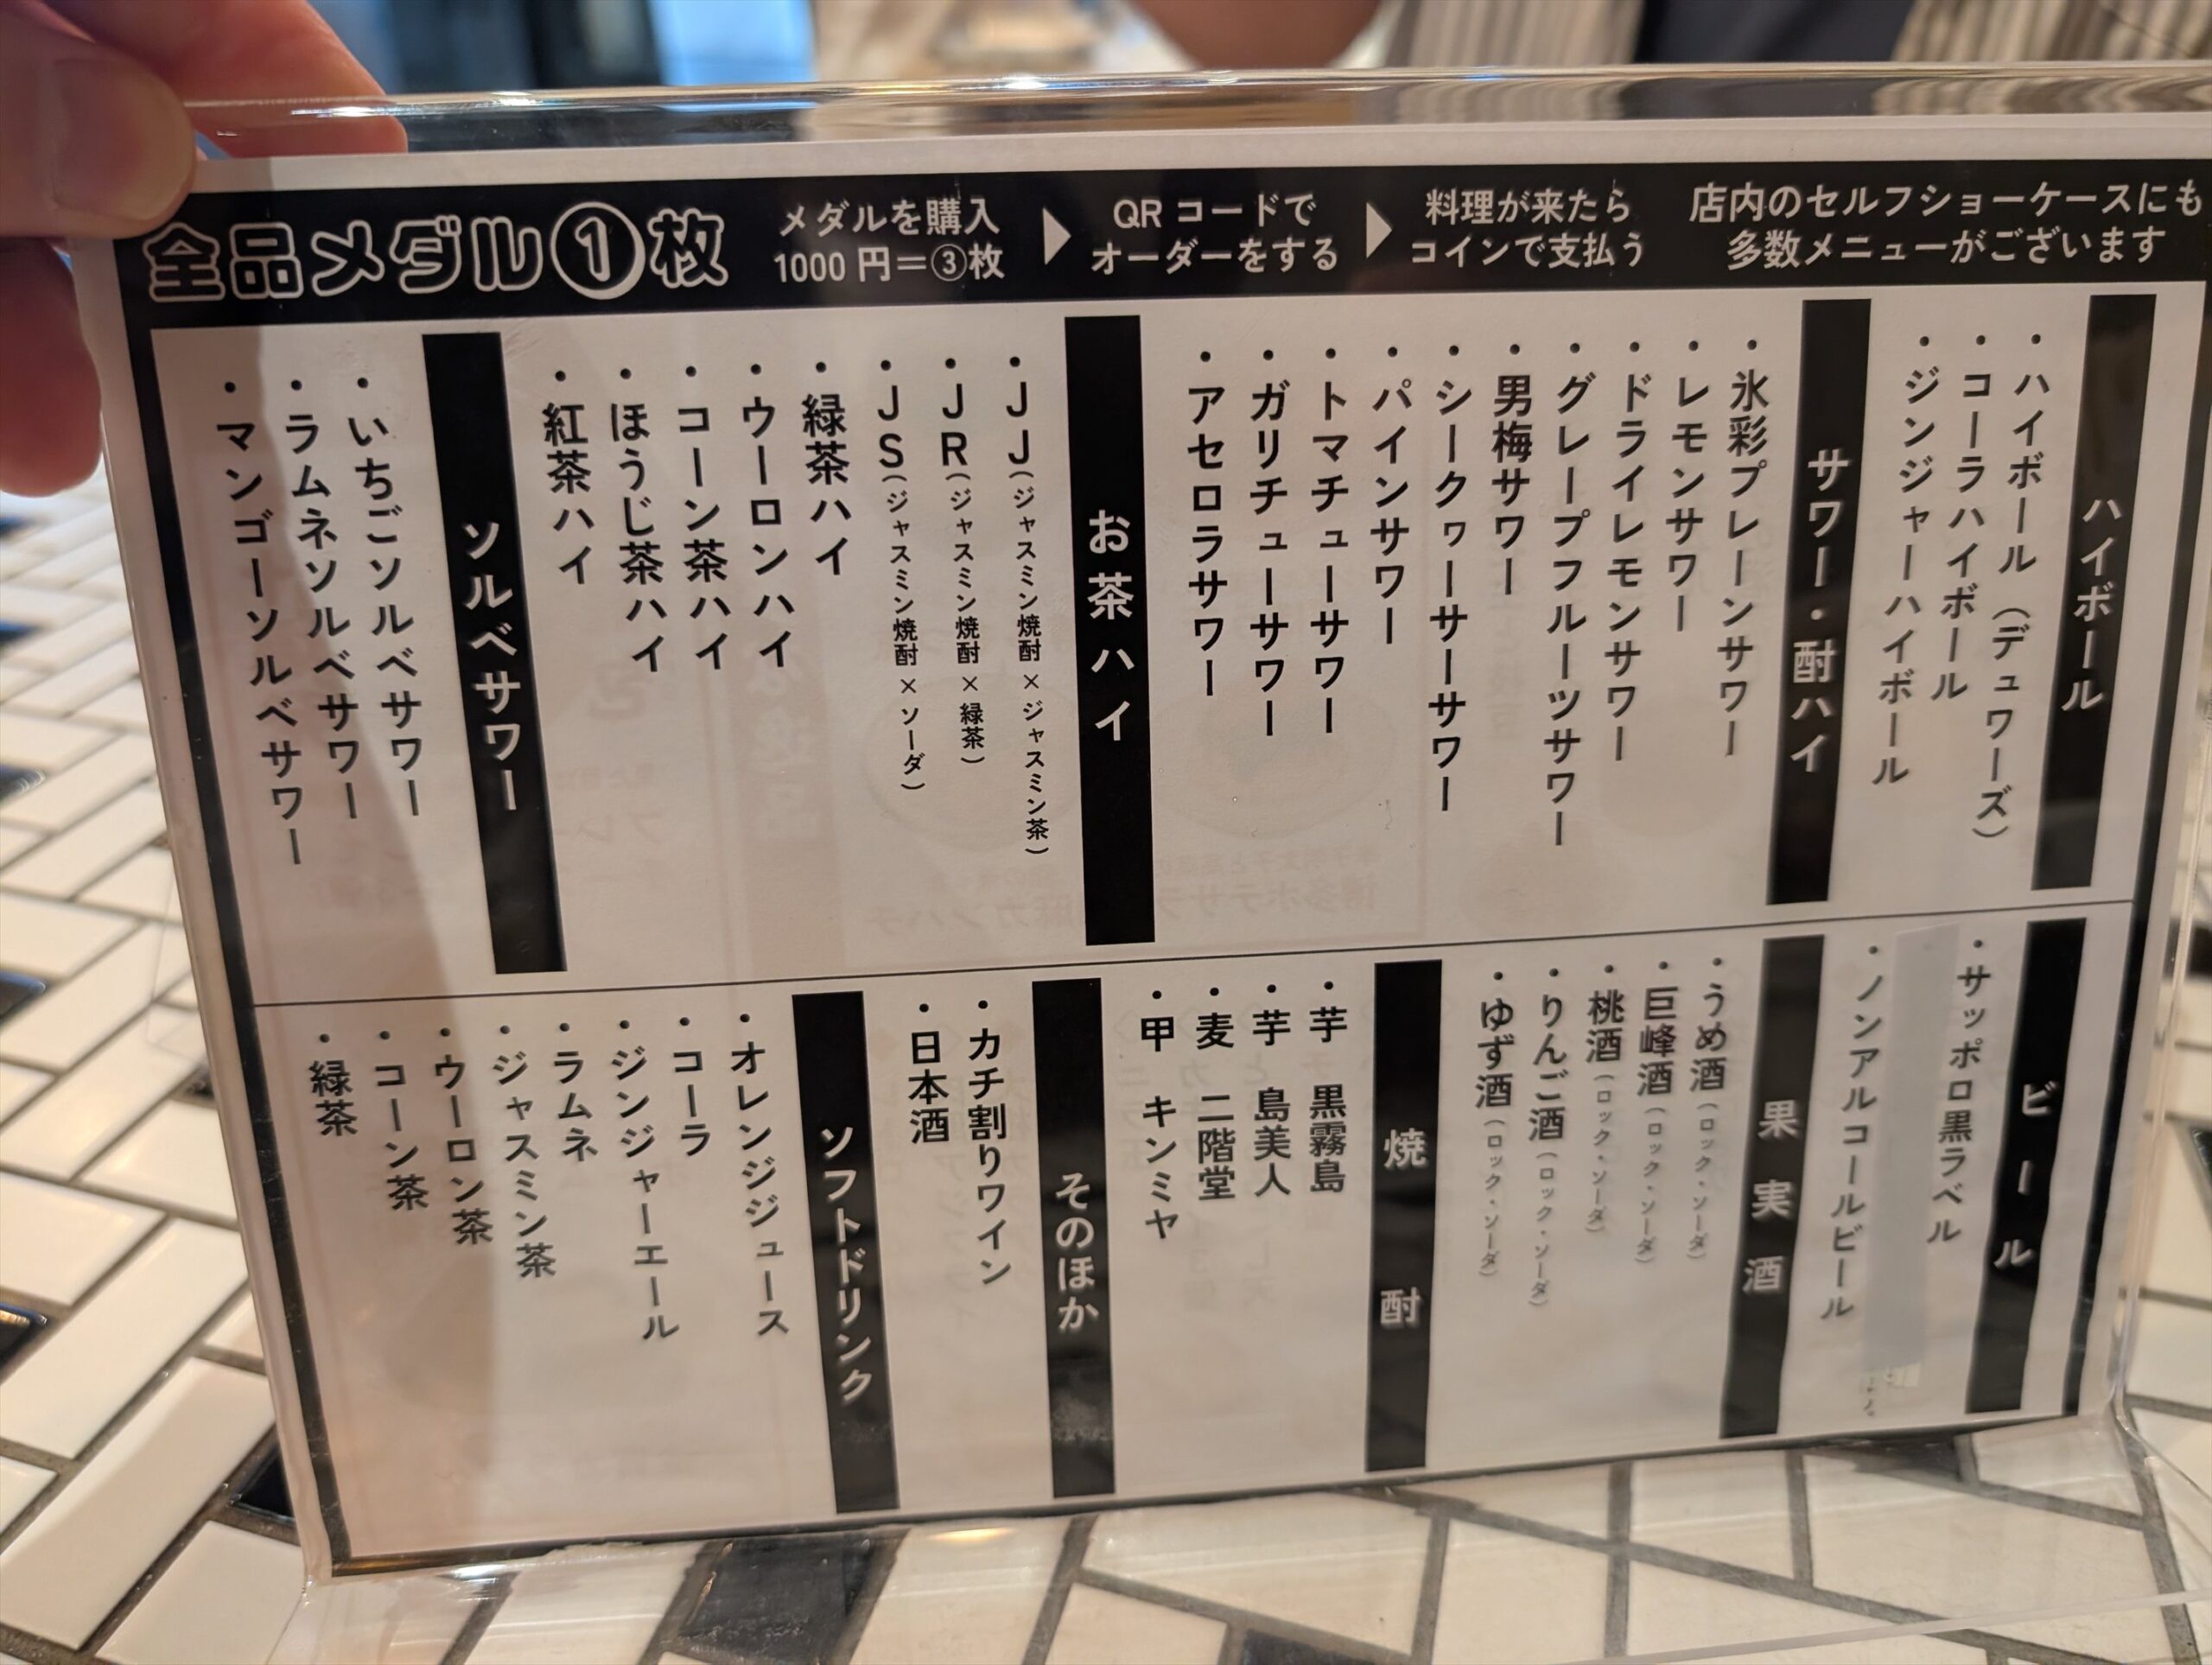 全品メダル①枚
メダルを購入
1000円＝③枚
QRコードで
オーダーをする
料理が来たら
コインで支払う
店内のセルフショーケースにも
多数メニューがございます
ハイボール
・ハイボール（デュワーズ）
・コーラハイボール
・ジンジャーハイボール
サワー・酎ハイ
・氷彩プレーンサワー
・レモンサワー
・ドライレモンサワー
・グレープフルーツサワー
・男梅サワー
・シークヮーサーサワー
・パインサワー
・トマチューサワー
・ガリチューサワー
・アセロラサワー
お茶ハイ
・JJ（ジャスミン焼酎×ジャスミン茶）
・JR（ジャスミン焼酎×緑茶）
・JS（ジャスミン焼酎×ソーダ）
・緑茶ハイ
・ウーロンハイ
・コーン茶ハイ
・ほうじ茶ハイ
・紅茶ハイ
ソルベサワー
・いちごソルベサワー
・ラムネソルベサワー
・マンゴーソルベサワー
ビール
・サッポロ黒ラベル
・ノンアルコールビール
果実酒
・うめ酒（ロック・ソーダ）
・巨峰酒（ロック・ソーダ）
・桃酒（ロック・ソーダ）
・りんご酒（ロック・ソーダ）
・ゆず酒（ロック・ソーダ）
焼酎
・芋 黒霧島
・芋 島美人
・麦 二階堂
・甲 キンミヤ
そのほか
・カチ割りワイン
・日本酒
ソフトドリンク
・オレンジジュース
・コーラ
・ジンジャーエール
・ラムネ
・ジャスミン茶
・ウーロン茶
・コーン茶
・緑茶